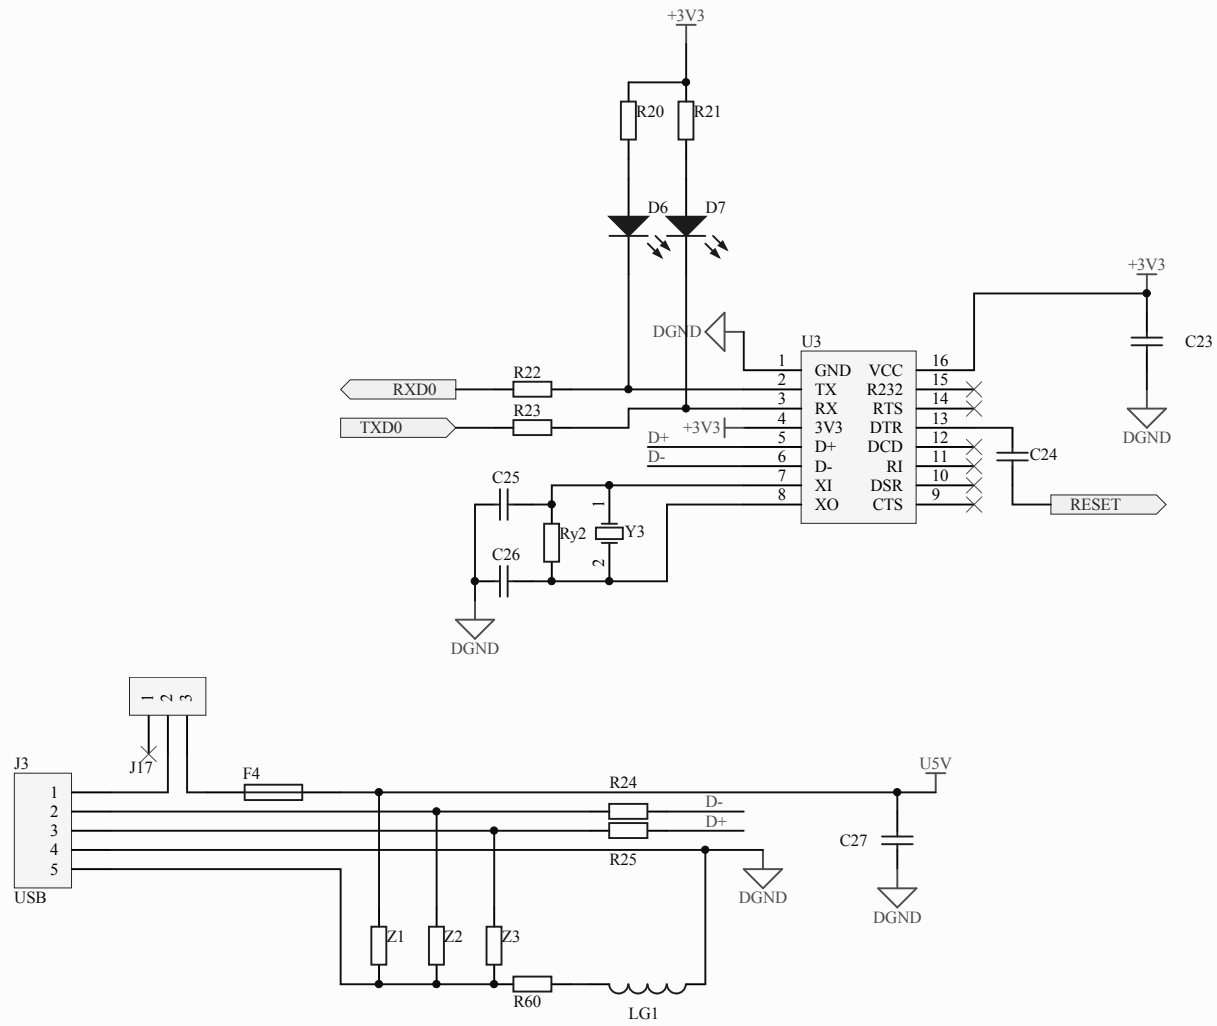 +3V3
R20 R21
D6 D7
+3V3
DGND
U3
C23
1 GND VCC 16
RXD0 R22 2 TX R232 15
R23 3 RX RTS 14
TXD0 +3V3 4 3V3 DTR 13
DGND
D+ 5 D+ DCD 12
C24
D- 6 D- RI 11
C25 7 XI DSR 10
1
8 XO CTS 9
RESET
Ry2 Y3
C26 2
DGND
1 2 3
J17
J3
F4
R24
U5V
1
2 D-
3 D+
4
R25
C27
5
USB
DGND
DGND
Z1 Z2 Z3
R60
LG1